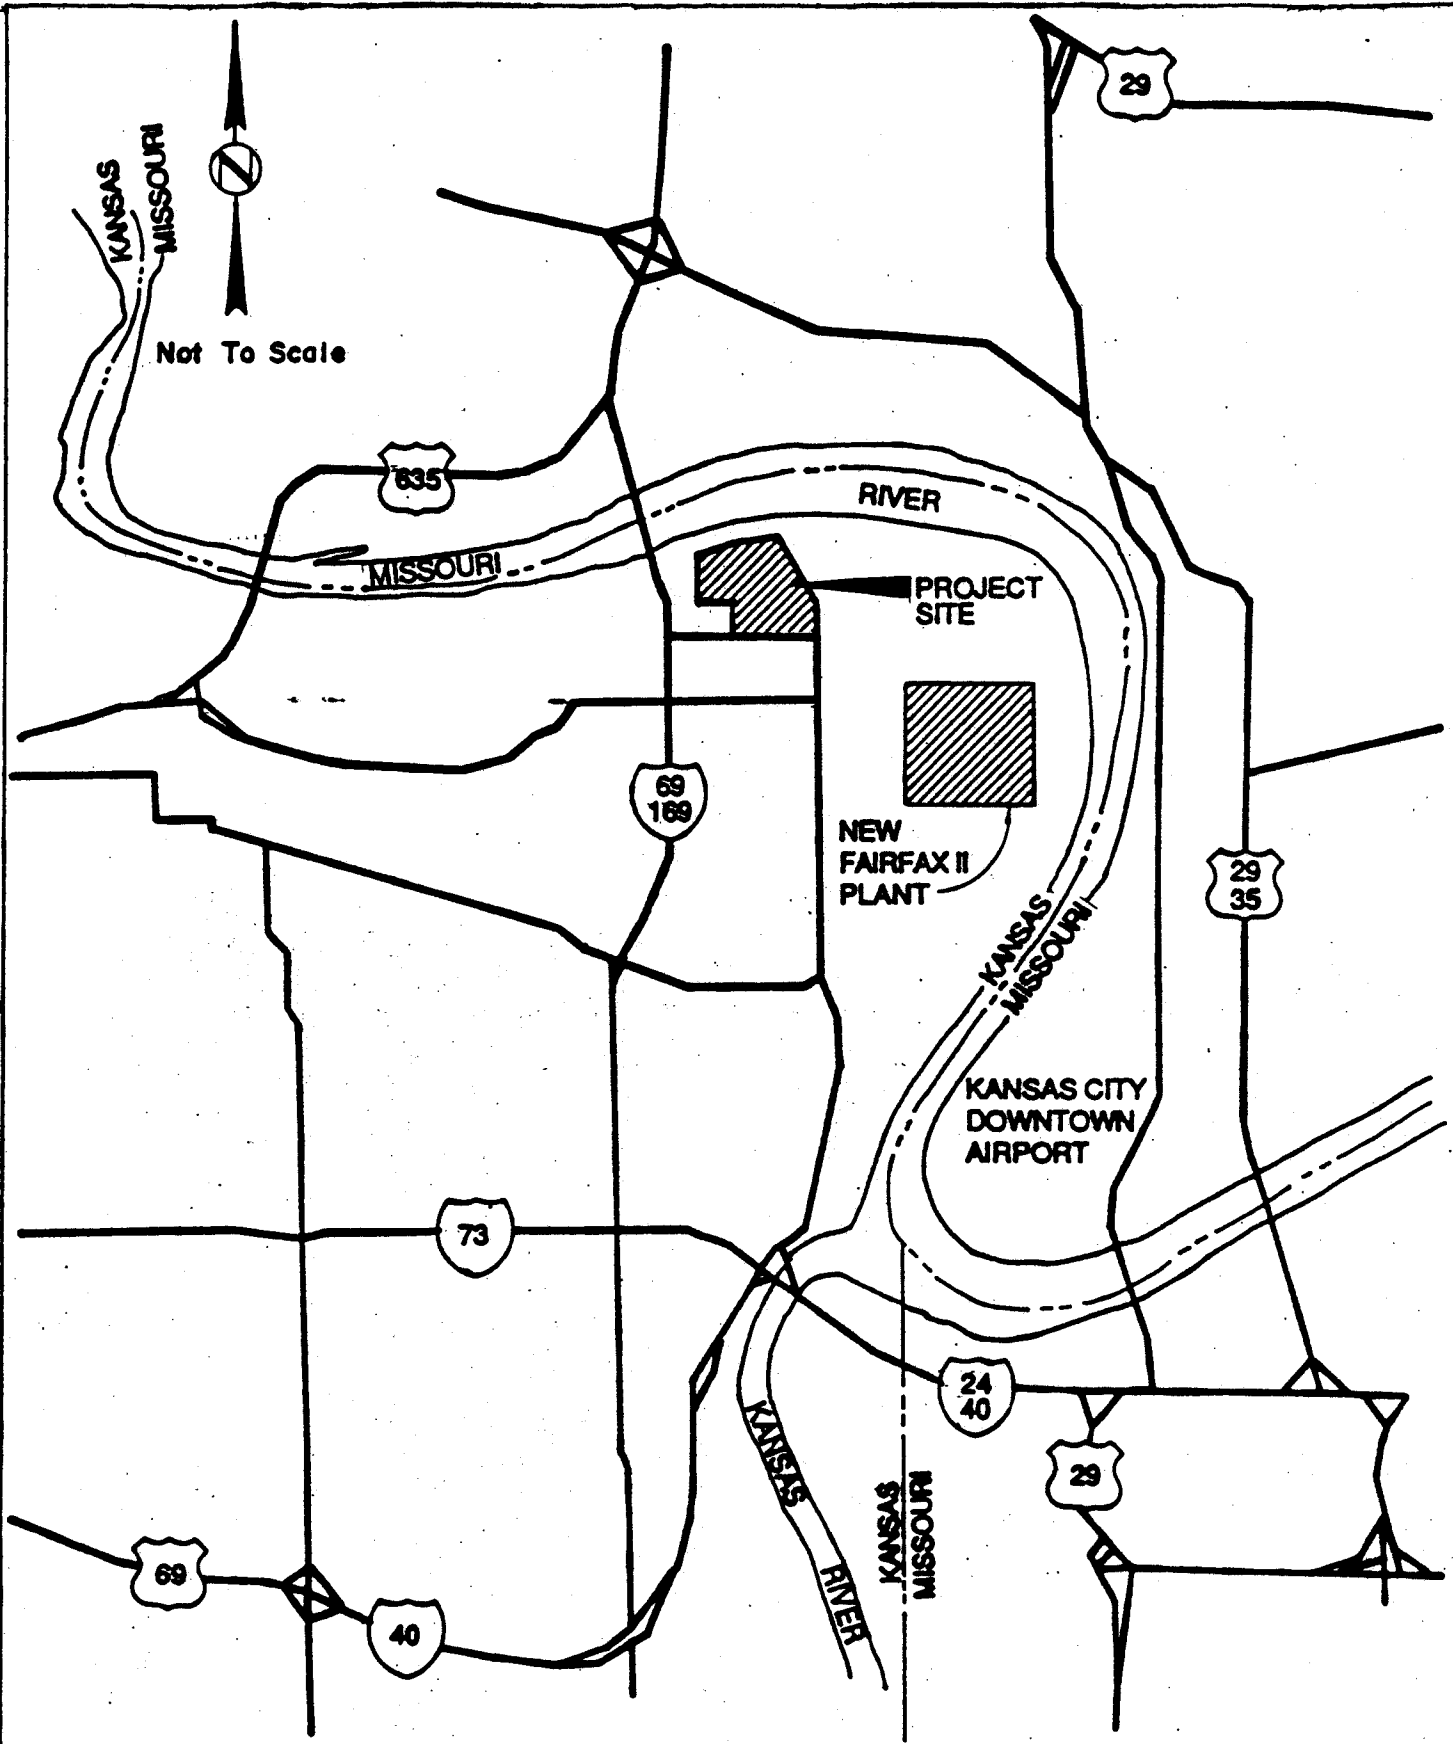 29
KANSAS
MISSOURI
N
Not To Scale
635
RIVER
MISSOURI
PROJECT
SITE
69
169
NEW
FAIRFAX II
PLANT
29
35
KANSAS
MISSOURI
KANSAS CITY
DOWNTOWN
AIRPORT
73
24
40
KANSAS
RIVER
KANSAS
MISSOURI
29
69
40